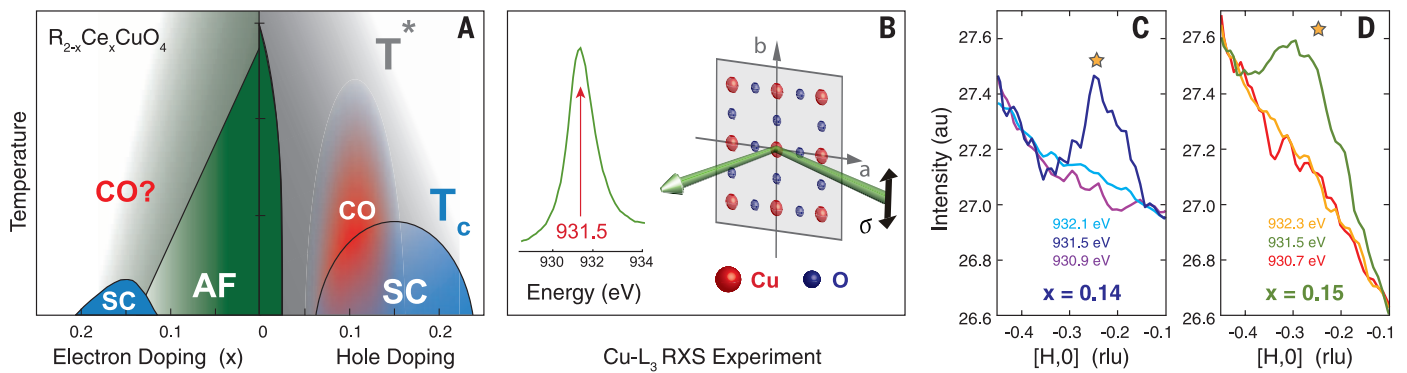 A
R2-xCexCuO4
T*
CO?
CO
Tc
AF
SC
SC
Temperature
0.2
0.1
0
0.1
0.2
Electron Doping (x)
Hole Doping
B
b
a
σ
931.5
930
932
934
Energy (eV)
Cu
O
Cu-L3 RXS Experiment
C
27.6
27.4
27.2
27.0
26.8
26.6
Intensity (au)
932.1 eV
931.5 eV
930.9 eV
x = 0.14
-0.4
-0.3
-0.2
-0.1
[H,0] (rlu)
D
27.6
27.4
27.2
27.0
26.8
26.6
932.3 eV
931.5 eV
930.7 eV
x = 0.15
-0.4
-0.3
-0.2
-0.1
[H,0] (rlu)